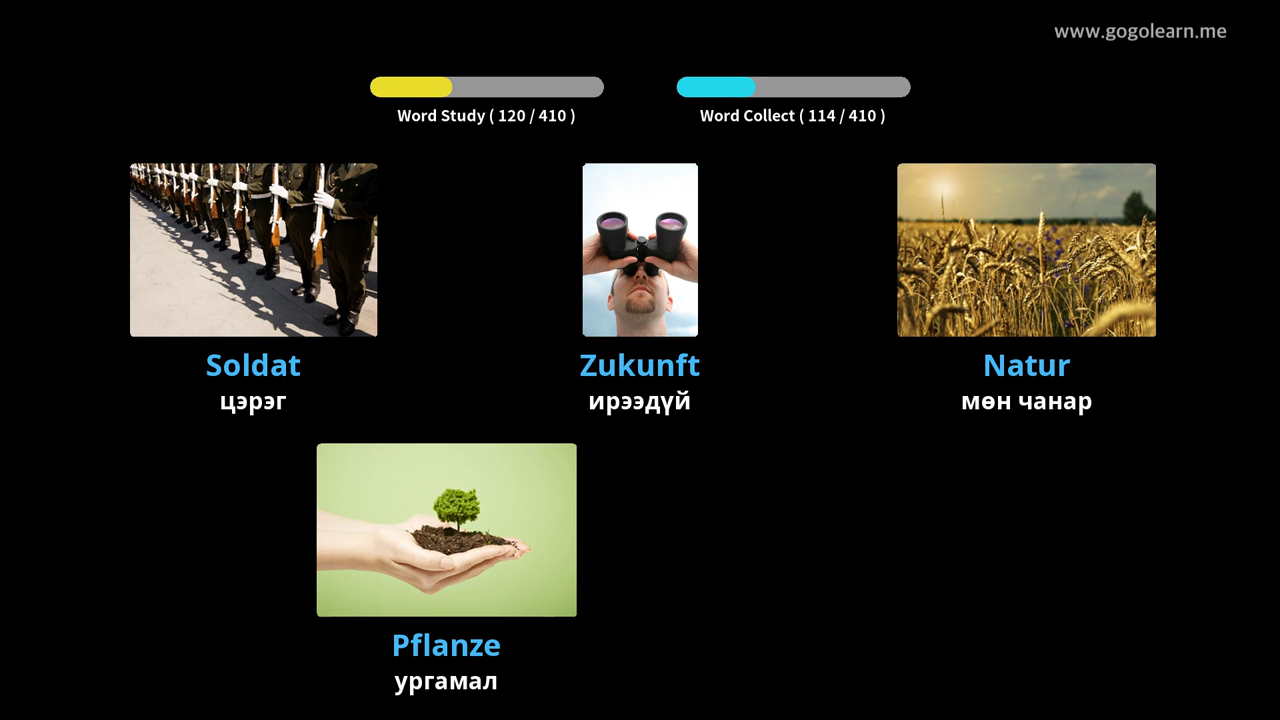 www.gogolearn.me
Word Study ( 120 / 410 )
Word Collect ( 114 / 410 )
Soldat
цэрэг
Zukunft
ирээдүй
Natur
мөн чанар
Pflanze
ургамал